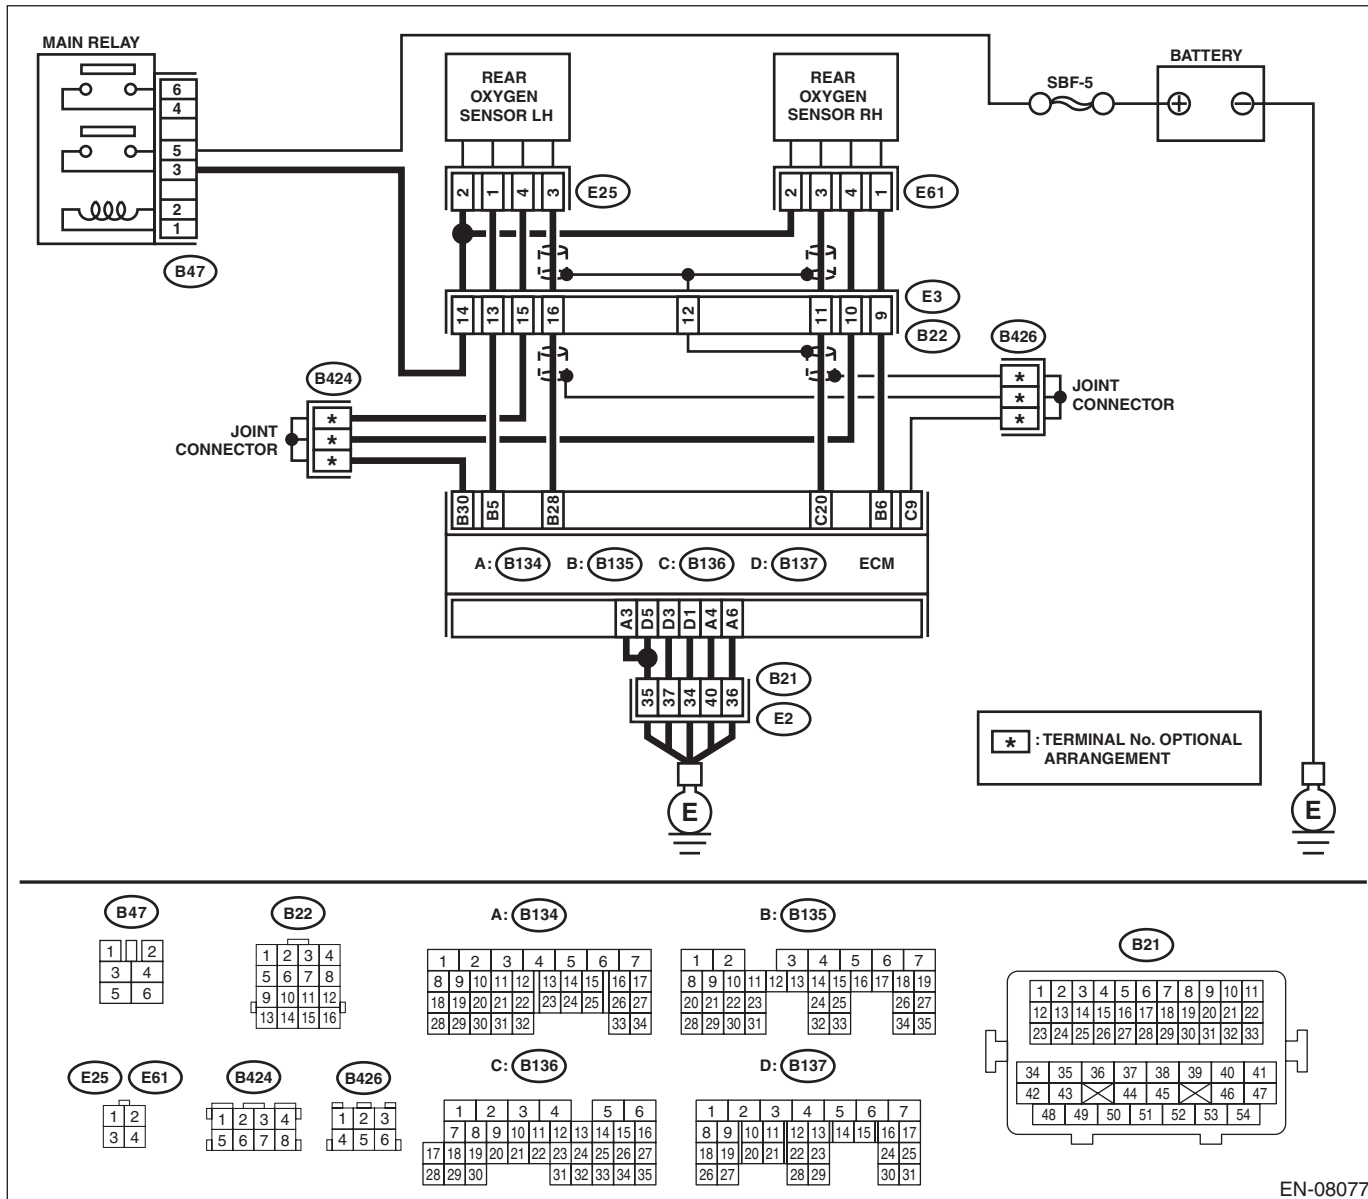 MAIN RELAY
6
4
5
3
2
1
B47
REAR
OXYGEN
SENSOR LH
REAR
OXYGEN
SENSOR RH
SBF-5
BATTERY
+ −
2 1 4 3
E25
2 3 4 1
E61
14 13 15 16 12 11 10 9
E3
B22
B426
*
*
*
JOINT
CONNECTOR
B424
*
*
*
JOINT
CONNECTOR
B30 B5 B28 C20 B6 C9
A: B134 B: B135 C: B136 D: B137 ECM
A3 D5 D3 D1 A4 A6
35 37 34 40 36
B21
E2
E
* : TERMINAL No. OPTIONAL
ARRANGEMENT
E
B47
1 2
3 4
5 6
B22
1 2 3 4
5 6 7 8
9 10 11 12
13 14 15 16
A: B134
1 2 3 4 5 6 7
8 9 10 11 12 13 14 15 16 17
18 19 20 21 22 23 24 25 26 27
28 29 30 31 32 33 34
B: B135
1 2 3 4 5 6 7
8 9 10 11 12 13 14 15 16 17 18 19
20 21 22 23 24 25 26 27
28 29 30 31 32 33 34 35
B21
1 2 3 4 5 6 7 8 9 10 11
12 13 14 15 16 17 18 19 20 21 22
23 24 25 26 27 28 29 30 31 32 33
34 35 36 37 38 39 40 41
42 43 44 45 46 47
48 49 50 51 52 53 54
E25 E61
1 2
3 4
B424
1 2 3 4
5 6 7 8
B426
1 2 3
4 5 6
C: B136
1 2 3 4 5 6
7 8 9 10 11 12 13 14 15 16
17 18 19 20 21 22 23 24 25 26 27
28 29 30 31 32 33 34 35
D: B137
1 2 3 4 5 6 7
8 9 10 11 12 13 14 15 16 17
18 19 20 21 22 23 24 25
26 27 28 29 30 31
EN-08077